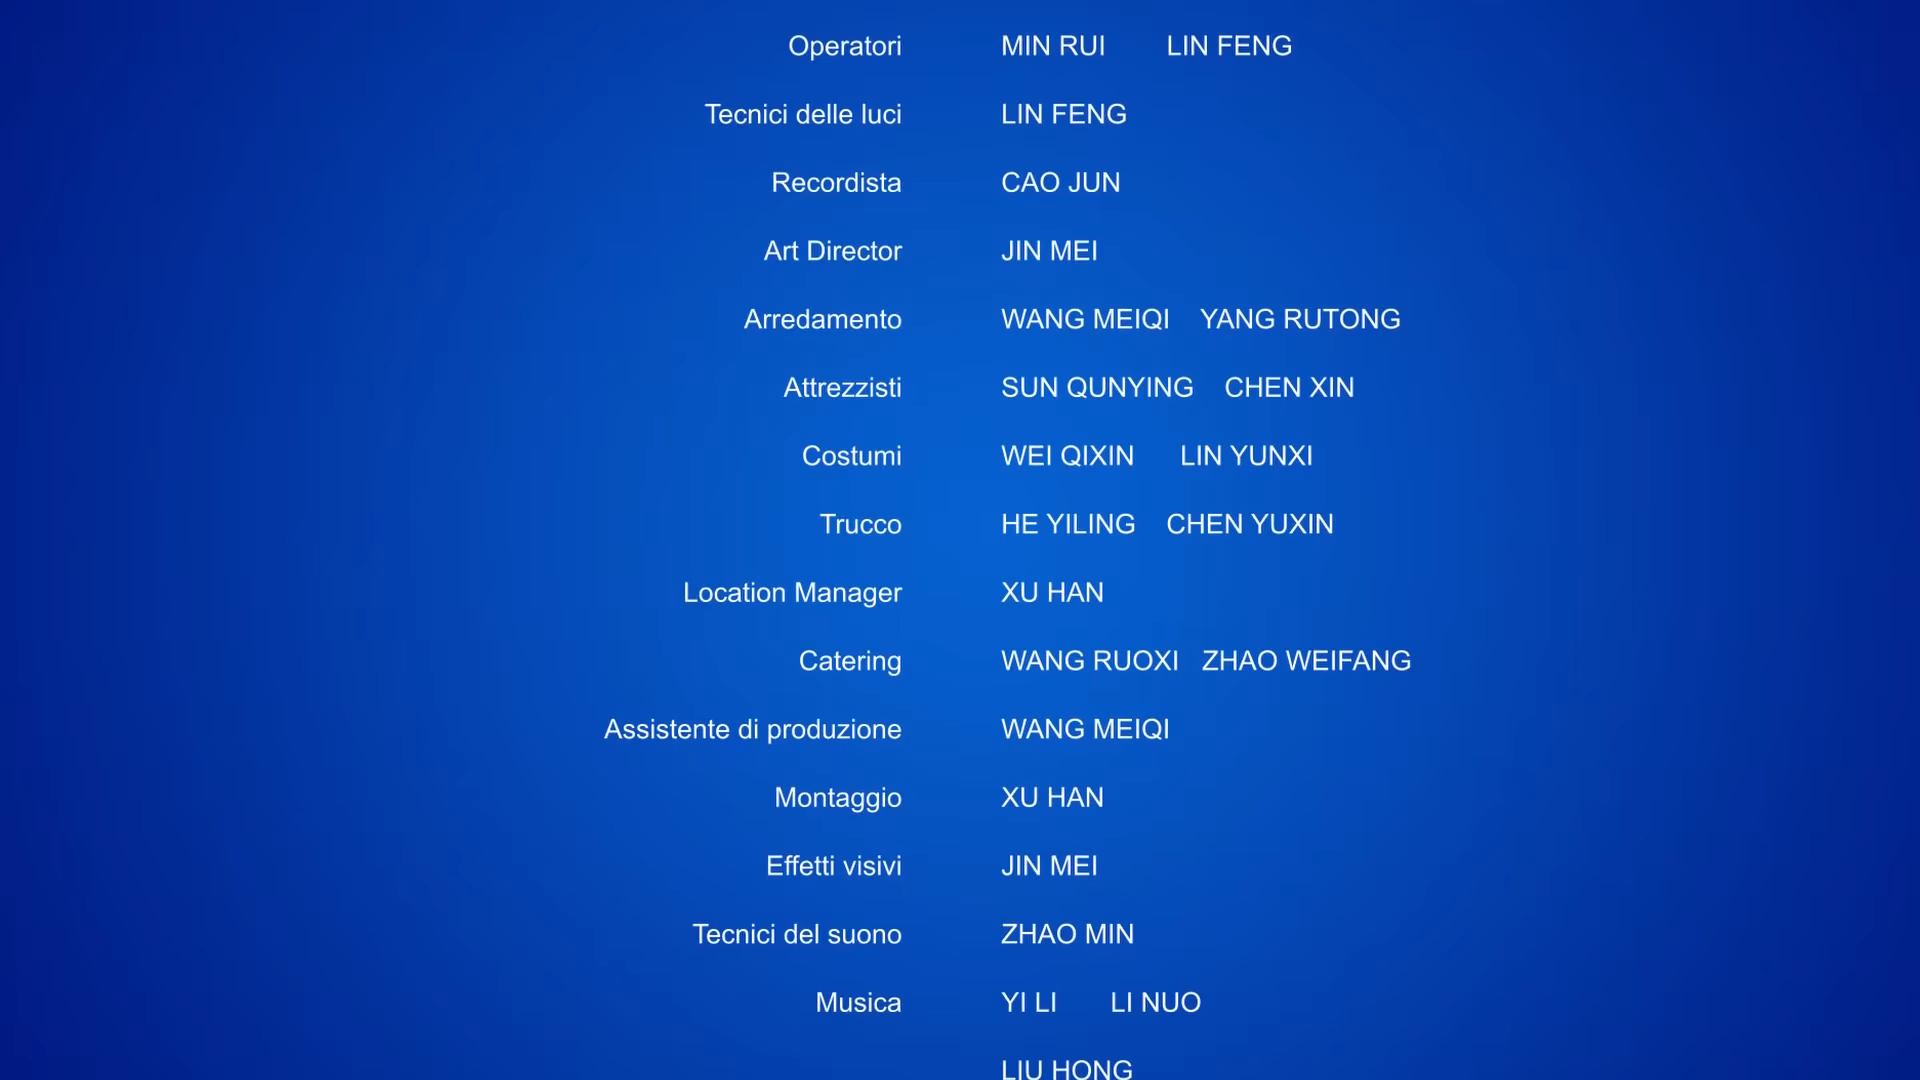 Operatori MIN RUI LIN FENG
Tecnici delle luci LIN FENG
Recordista CAO JUN
Art Director JIN MEI
Arredamento WANG MEIQI YANG RUTONG
Attrezzisti SUN QUNYING CHEN XIN
Costumi WEI QIXIN LIN YUNXI
Trucco HE YILING CHEN YUXIN
Location Manager XU HAN
Catering WANG RUOXI ZHAO WEIFANG
Assistente di produzione WANG MEIQI
Montaggio XU HAN
Effetti visivi JIN MEI
Tecnici del suono ZHAO MIN
Musica YI LI LI NUO
LIU HONG